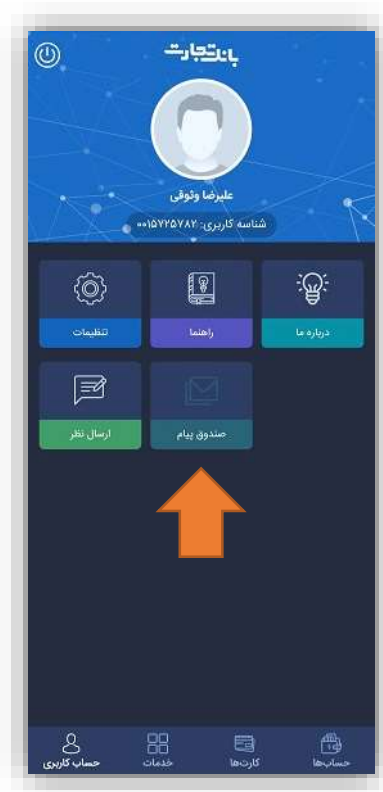 بانک تجارت
علیرضا وثوقی
شناسه کاربری: ۰۰۱۵۷۲۵۷۸۲
درباره ما
راهنما
تنظیمات
صندوق پیام
ارسال نظر
حساب‌ها
کارت‌ها
خدمات
حساب کاربری